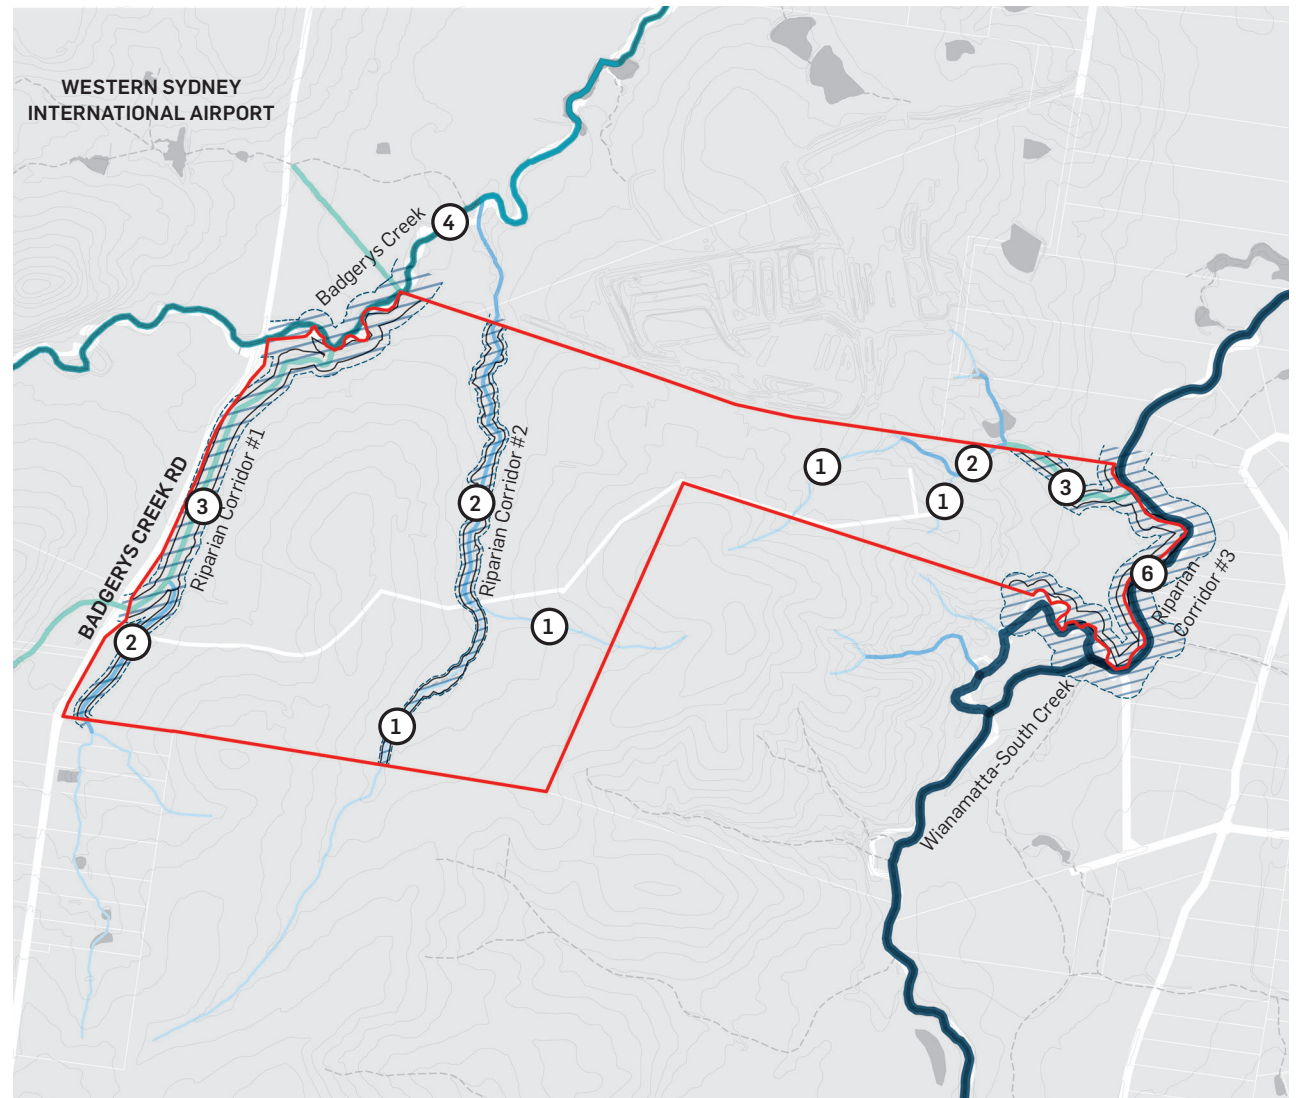 WESTERN SYDNEY
INTERNATIONAL AIRPORT
4
Badgerys Creek
BADGERYS CREEK RD
Riparian Corridor #1
3
2
Riparian Corridor #2
2
1
1
1
2
1
3
6
Riparian
Corridor #3
Wianamatta-South Creek